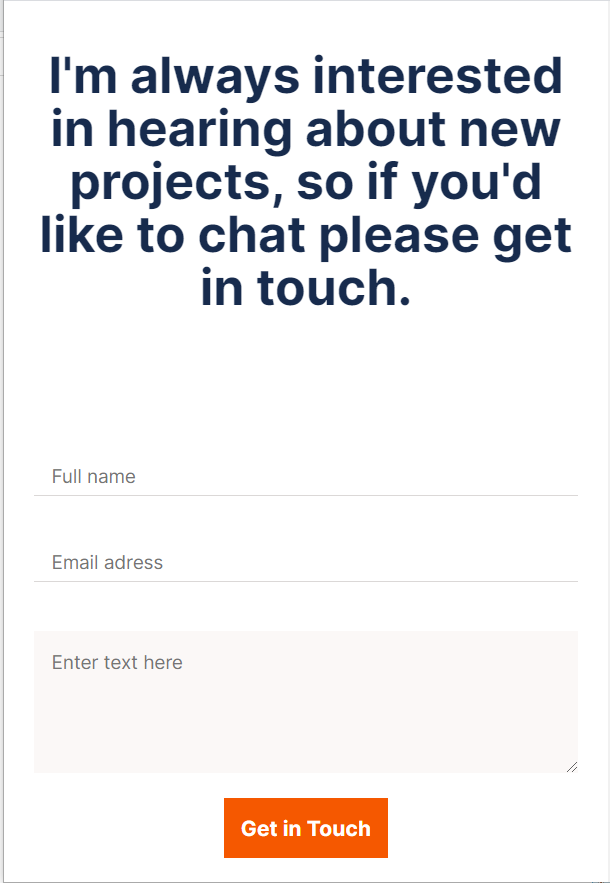 I'm always interested
in hearing about new
projects, so if you'd
like to chat please get
in touch.
Full name
Email adress
Enter text here
Get in Touch